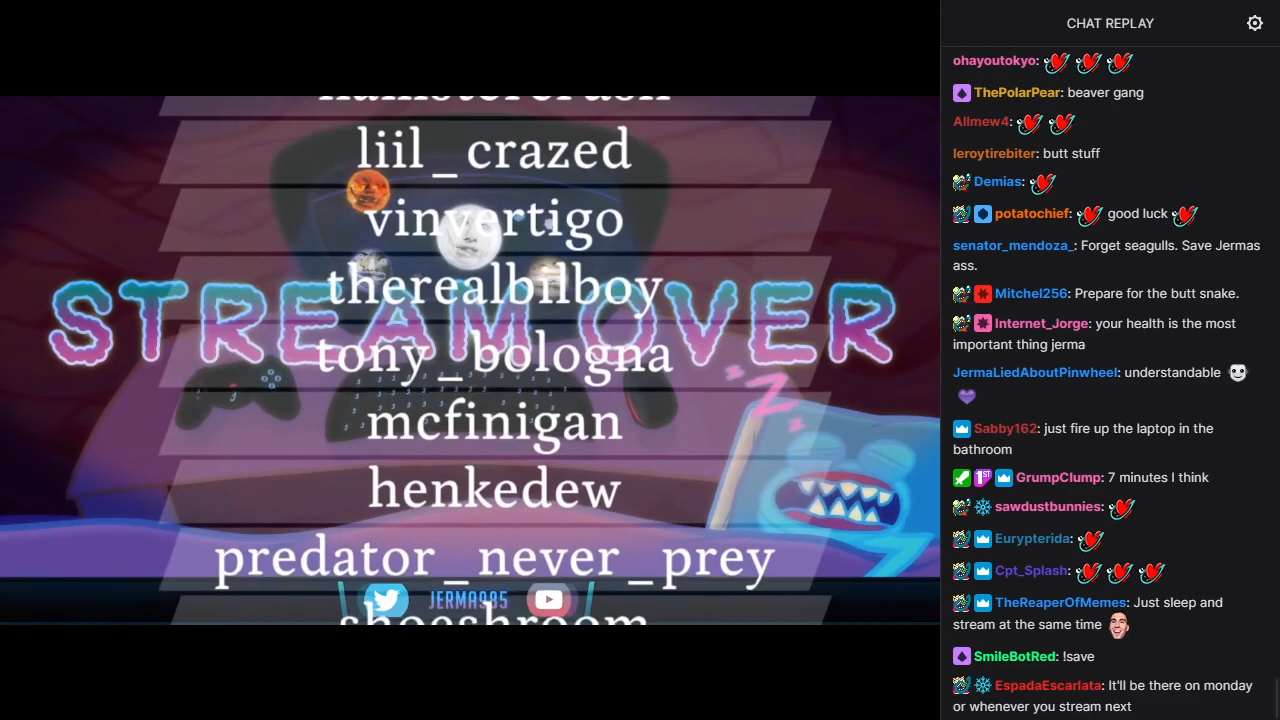 liil_crazed
vinvertigo
therealbilboy
STREAM OVER
tony_bologna
mcfinigan
henkedew
predator_never_prey
JERMA985
shoeshroom
CHAT REPLAY
ohayoutokyo:
ThePolarPear: beaver gang
Allmew4:
leroytirebiter: butt stuff
Demias:
potatochief: good luck
senator_mendoza_: Forget seagulls. Save Jermas
ass.
Mitchel256: Prepare for the butt snake.
Internet_Jorge: your health is the most
important thing jerma
JermaLiedAboutPinwheel: understandable
Sabby162: just fire up the laptop in the
bathroom
1ST GrumpClump: 7 minutes I think
sawdustbunnies:
Eurypterida:
Cpt_Splash:
TheReaperOfMemes: Just sleep and
stream at the same time
SmileBotRed: !save
EspadaEscarlata: It'll be there on monday
or whenever you stream next